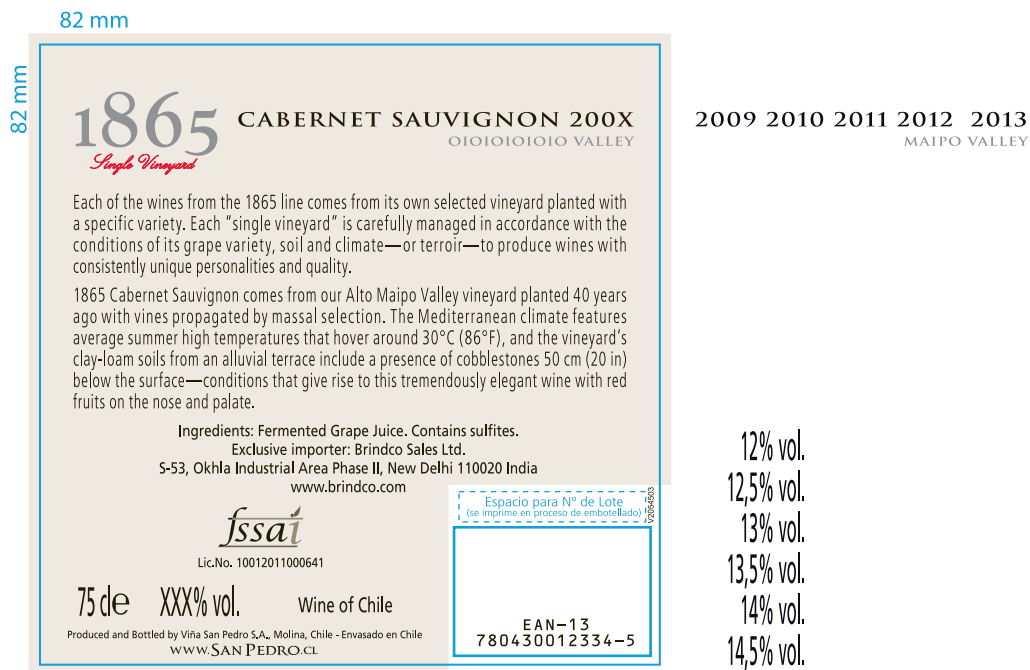 82 mm
82 mm
1865
Single Vineyard
CABERNET SAUVIGNON 200X
OIOIOIOIOIO VALLEY
2009 2010 2011 2012 2013
MAIPO VALLEY
Each of the wines from the 1865 line comes from its own selected vineyard planted with
a specific variety. Each “single vineyard” is carefully managed in accordance with the
conditions of its grape variety, soil and climate—or terroir—to produce wines with
consistently unique personalities and quality.
1865 Cabernet Sauvignon comes from our Alto Maipo Valley vineyard planted 40 years
ago with vines propagated by massal selection. The Mediterranean climate features
average summer high temperatures that hover around 30°C (86°F), and the vineyard’s
clay-loam soils from an alluvial terrace include a presence of cobblestones 50 cm (20 in)
below the surface—conditions that give rise to this tremendously elegant wine with red
fruits on the nose and palate.
Ingredients: Fermented Grape Juice. Contains sulfites.
Exclusive importer: Brindco Sales Ltd.
S-53, Okhla Industrial Area Phase II, New Delhi 110020 India
www.brindco.com
fssai
Lic.No. 10012011000641
75 cl e XXX% vol. Wine of Chile
Produced and Bottled by Viña San Pedro S.A., Molina, Chile - Envasado en Chile
WWW.SAN PEDRO.CL
Espacio para Nº de Lote
(se imprime en proceso de embotellado)
V2054503
EAN-13
780430012334-5
12% vol.
12,5% vol.
13% vol.
13,5% vol.
14% vol.
14,5% vol.